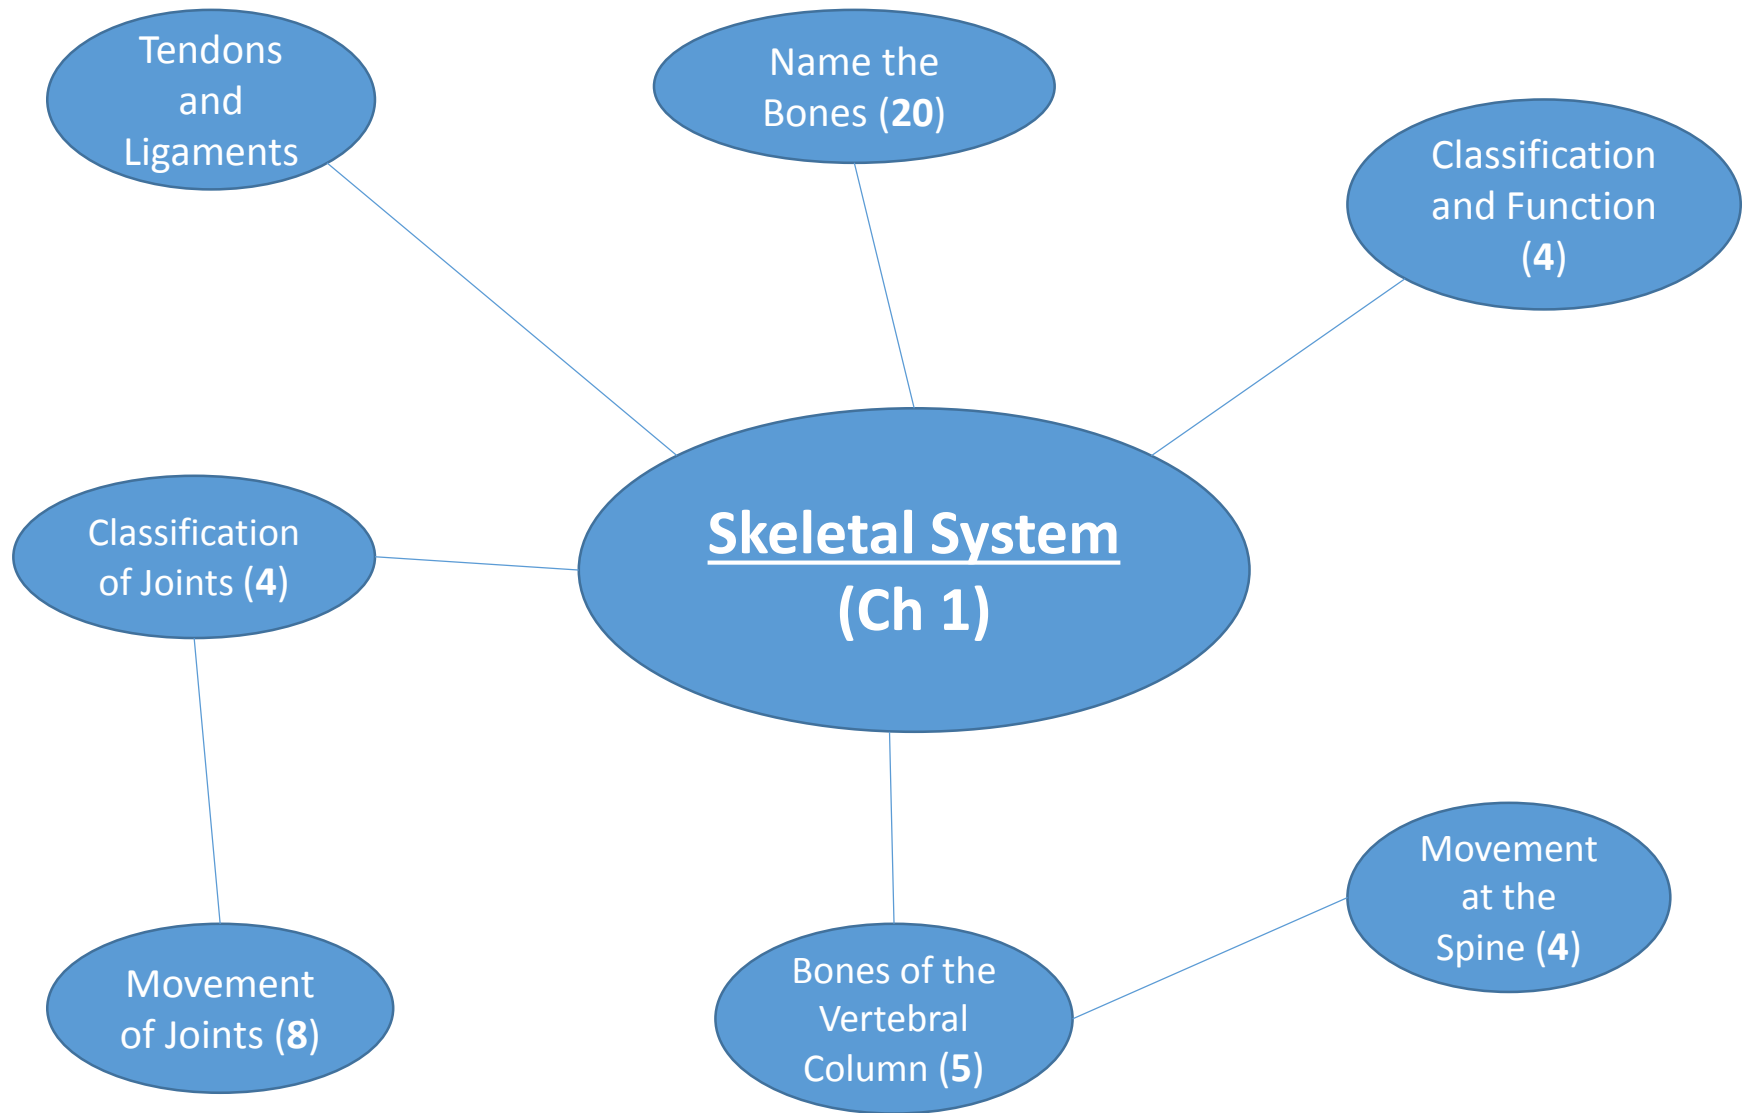 Tendons
and
Ligaments
Name the
Bones (20)
Classification
and Function
(4)
Skeletal System
(Ch 1)
Classification
of Joints (4)
Movement
of Joints (8)
Bones of the
Vertebral
Column (5)
Movement
at the
Spine (4)